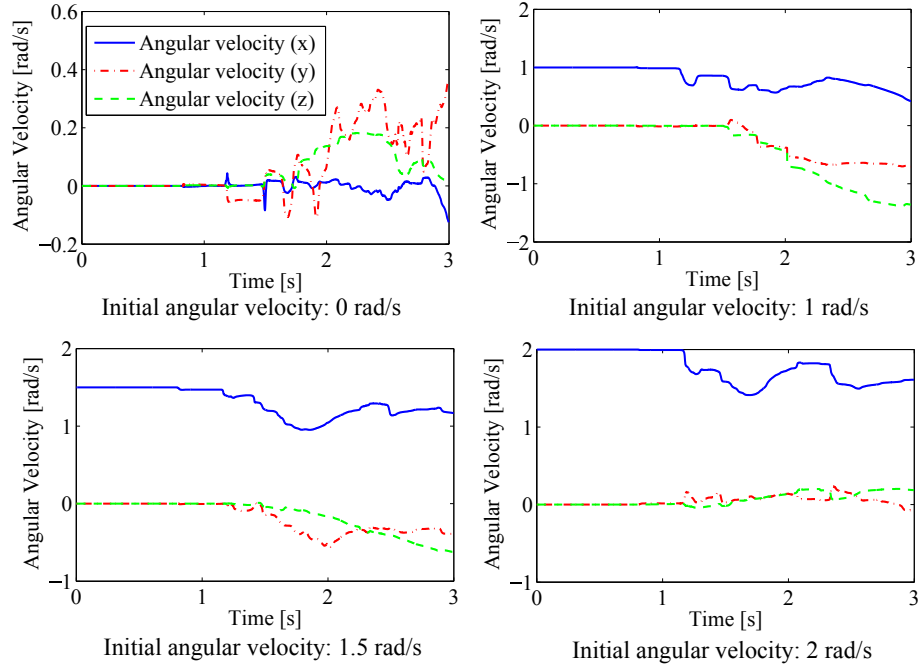 Angular Velocity [rad/s]
0.6
0.4
0.2
0
−0.2
Angular velocity (x)
Angular velocity (y)
Angular velocity (z)
0 1 2 3
Time [s]
Initial angular velocity: 0 rad/s
Angular Velocity [rad/s]
2
1
0
−1
−2
0 1 2 3
Time [s]
Initial angular velocity: 1 rad/s
Angular Velocity [rad/s]
2
1
0
−1
0 1 2 3
Time [s]
Initial angular velocity: 1.5 rad/s
Angular Velocity [rad/s]
2
1
0
−1
0 1 2 3
Time [s]
Initial angular velocity: 2 rad/s